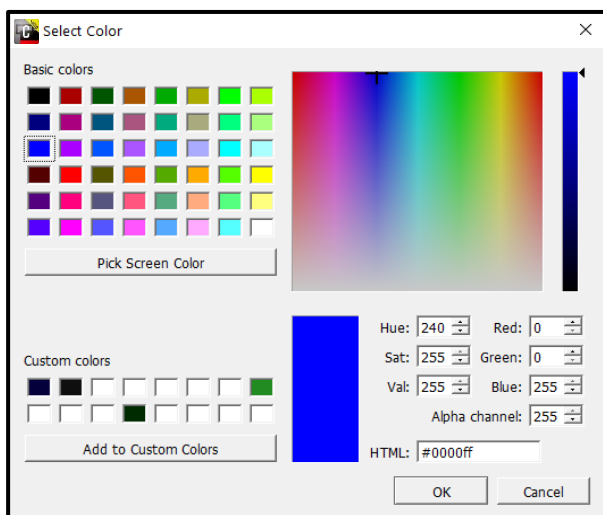 Select Color
Basic colors
Pick Screen Color
Custom colors
Add to Custom Colors
Hue: 240 Red: 0
Sat: 255 Green: 0
Val: 255 Blue: 255
Alpha channel: 255
HTML: #0000ff
OK Cancel